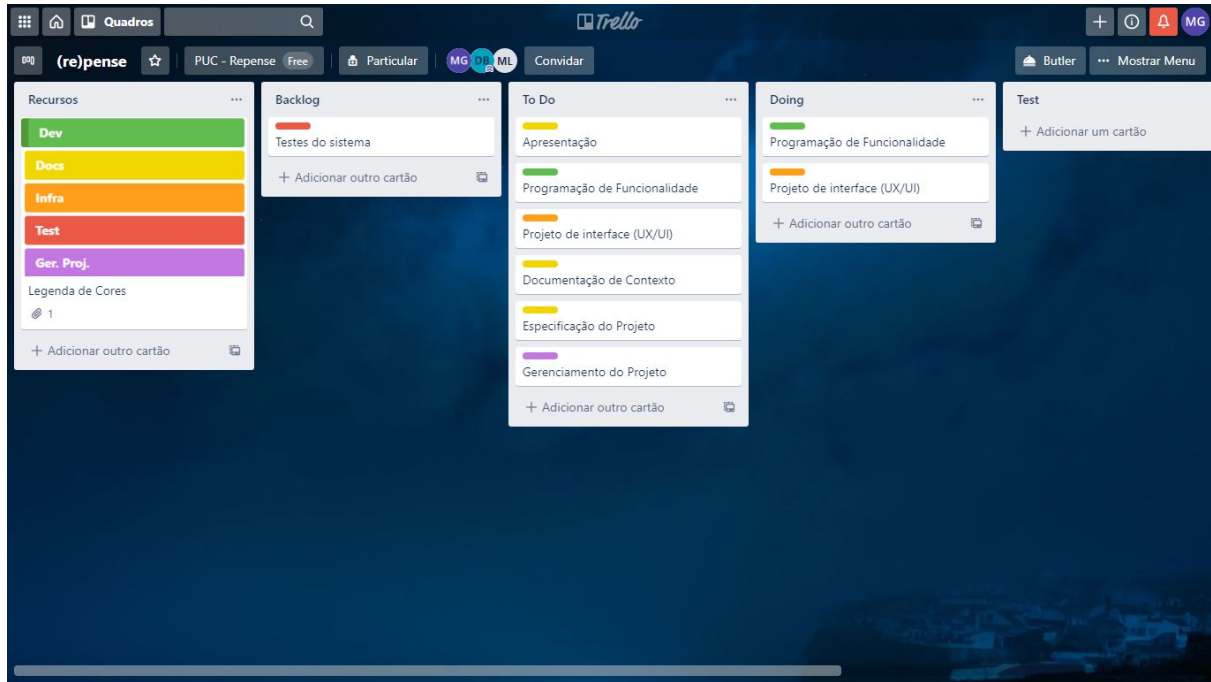 Quadros
Trello
MG
(re)pense
PUC - Repense Free
Particular
MG DB ML
Convidar
Butler
Mostrar Menu
Recursos
Dev
Docs
Infra
Test
Ger. Proj.
Legenda de Cores
1
+ Adicionar outro cartão
Backlog
Testes do sistema
+ Adicionar outro cartão
To Do
Apresentação
Programação de Funcionalidade
Projeto de interface (UX/UI)
Documentação de Contexto
Especificação do Projeto
Gerenciamento do Projeto
+ Adicionar outro cartão
Doing
Programação de Funcionalidade
Projeto de interface (UX/UI)
+ Adicionar outro cartão
Test
+ Adicionar um cartão